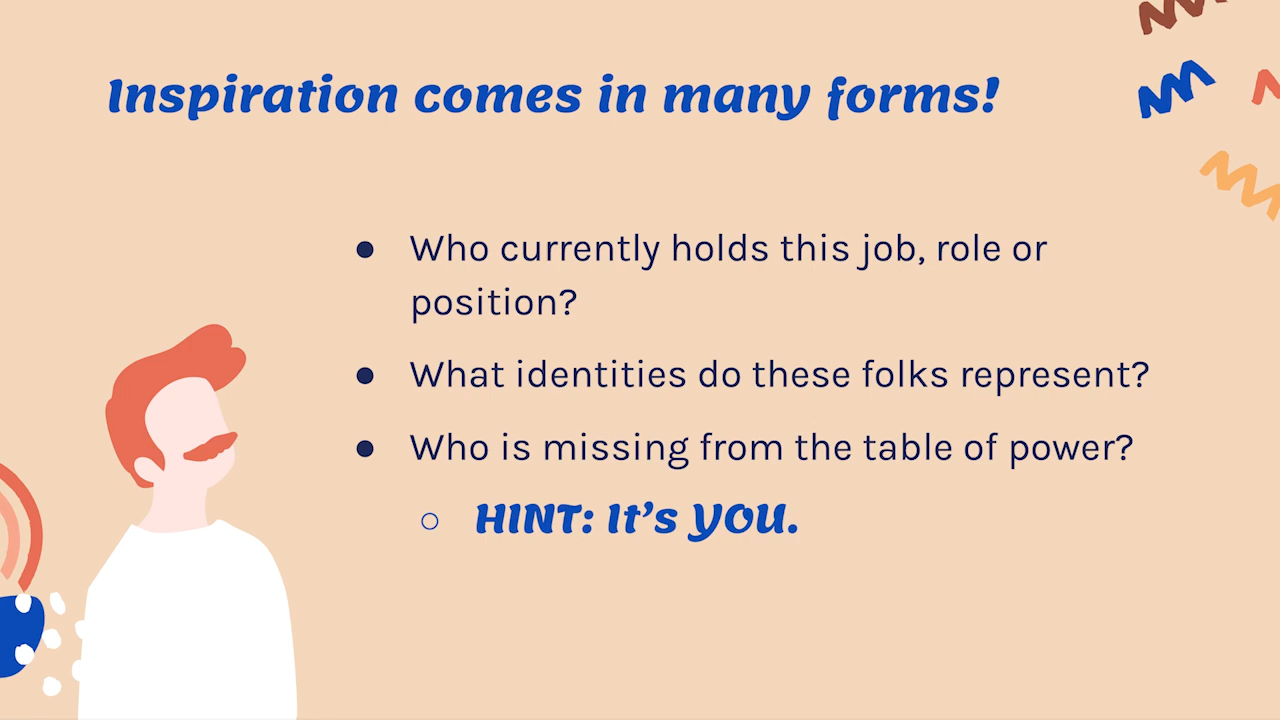 Inspiration comes in many forms!
● Who currently holds this job, role or
position?
● What identities do these folks represent?
● Who is missing from the table of power?
○ HINT: It's YOU.